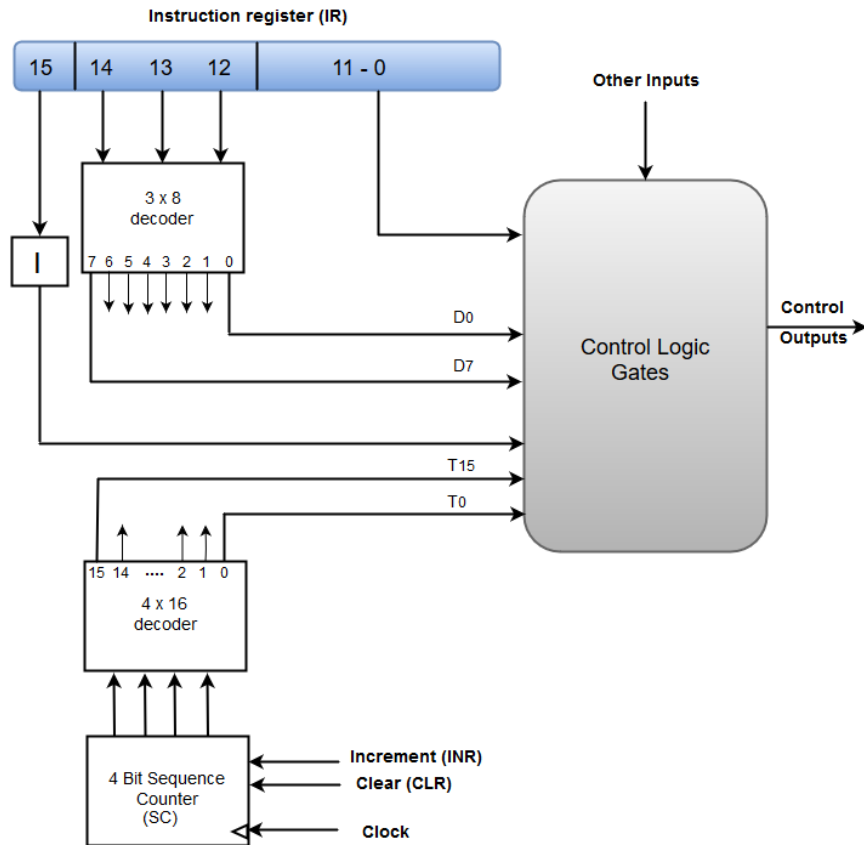 Instruction register (IR)
15 14 13 12 11 - 0
Other Inputs
3 x 8
decoder
I
7 6 5 4 3 2 1 0
D0
Control
Outputs
Control Logic
Gates
D7
T15
T0
15 14 .... 2 1 0
4 x 16
decoder
Increment (INR)
4 Bit Sequence
Counter
(SC)
Clear (CLR)
Clock